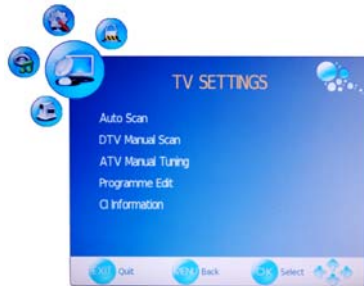 TV SETTINGS
Auto Scan
DTV Manual Scan
ATV Manual Tuning
Programme Edit
CI Information
EXIT Quit MENU Back OK Select